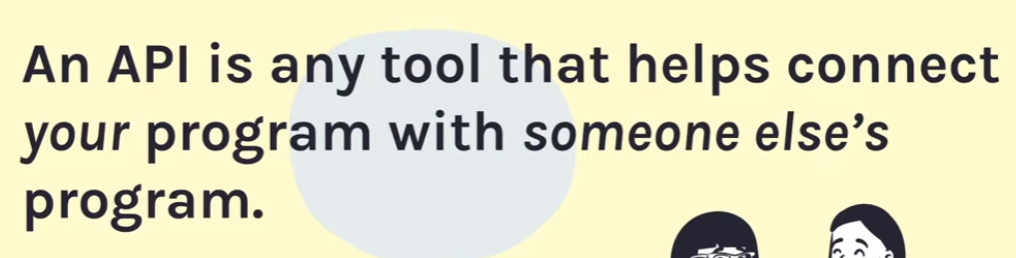 An API is any tool that helps connect
your program with someone else’s
program.